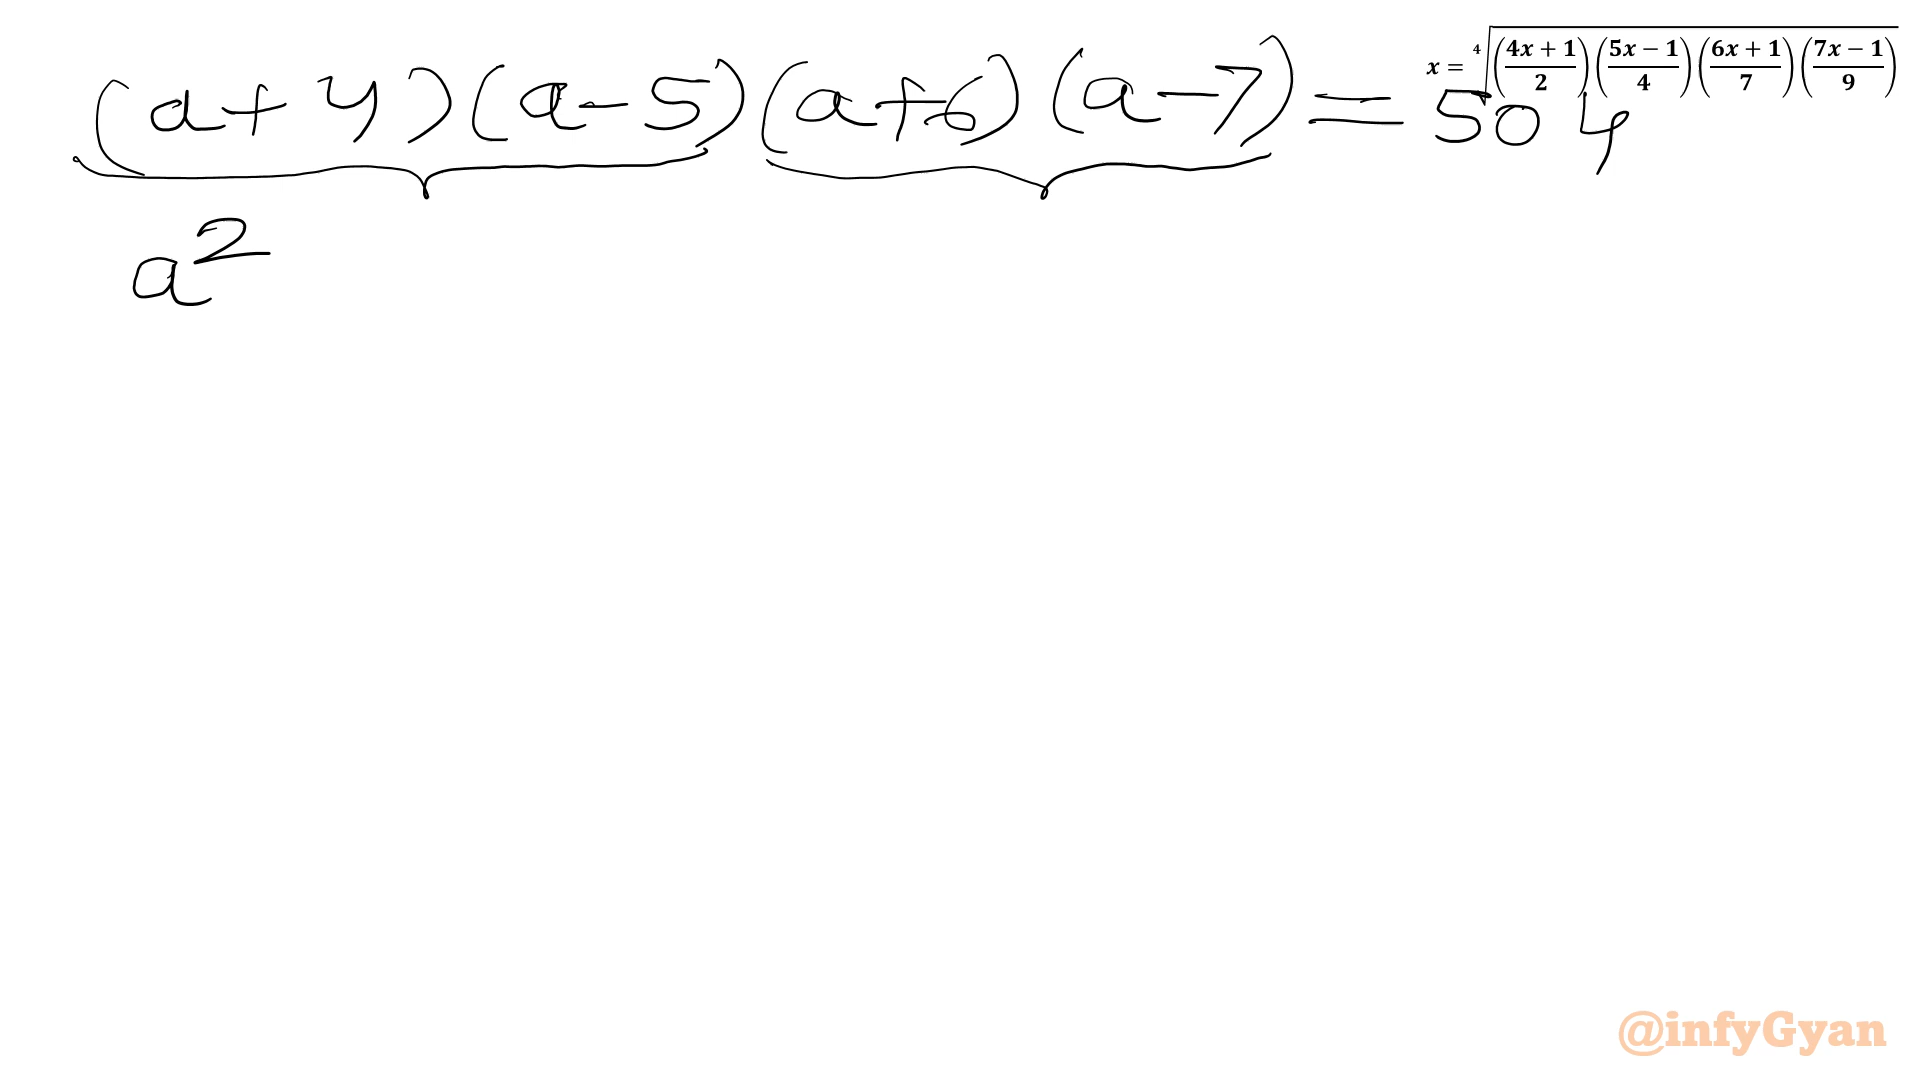 x = ⁴√((4x + 1)/2)((5x − 1)/4)((6x + 1)/7)((7x − 1)/9)
(a+4)(a-5)(a+6)(a-7) = 504
a²
@infyGyan